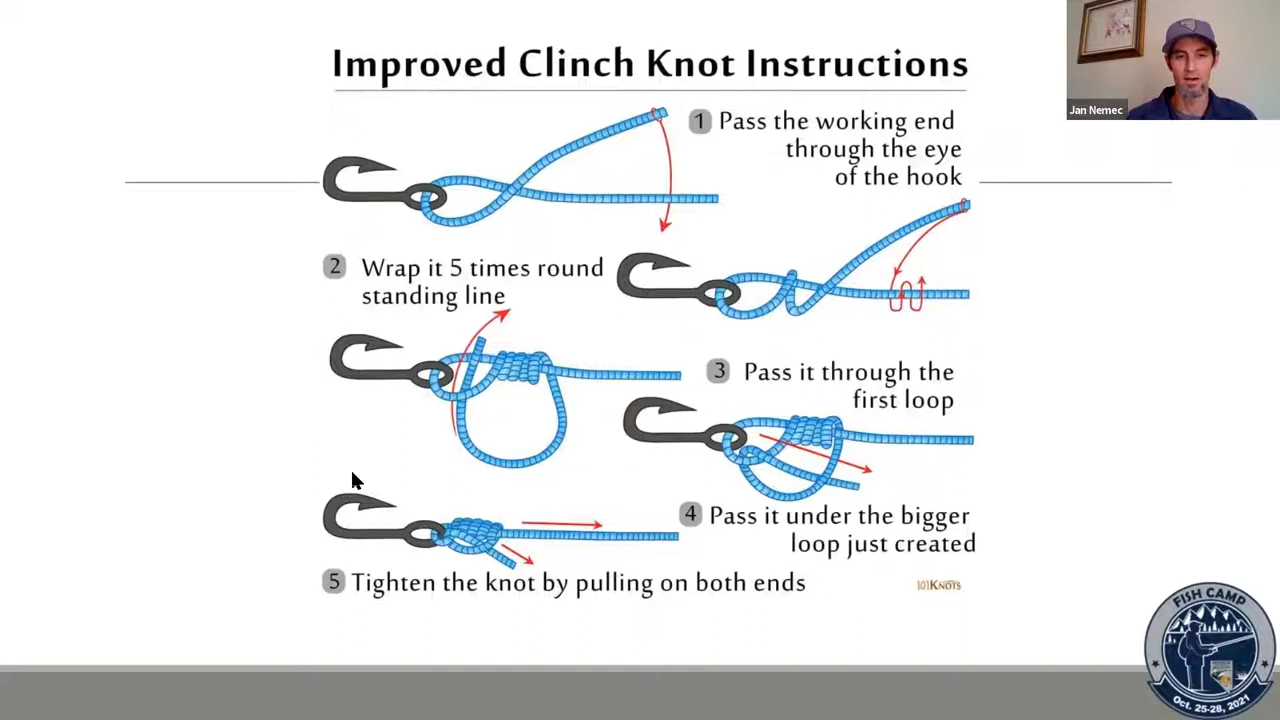 Improved Clinch Knot Instructions
Jan Nemec
1 Pass the working end
through the eye
of the hook
2 Wrap it 5 times round
standing line
3 Pass it through the
first loop
4 Pass it under the bigger
loop just created
5 Tighten the knot by pulling on both ends
101KNOTS
FISH CAMP
Oct. 25-28, 2021